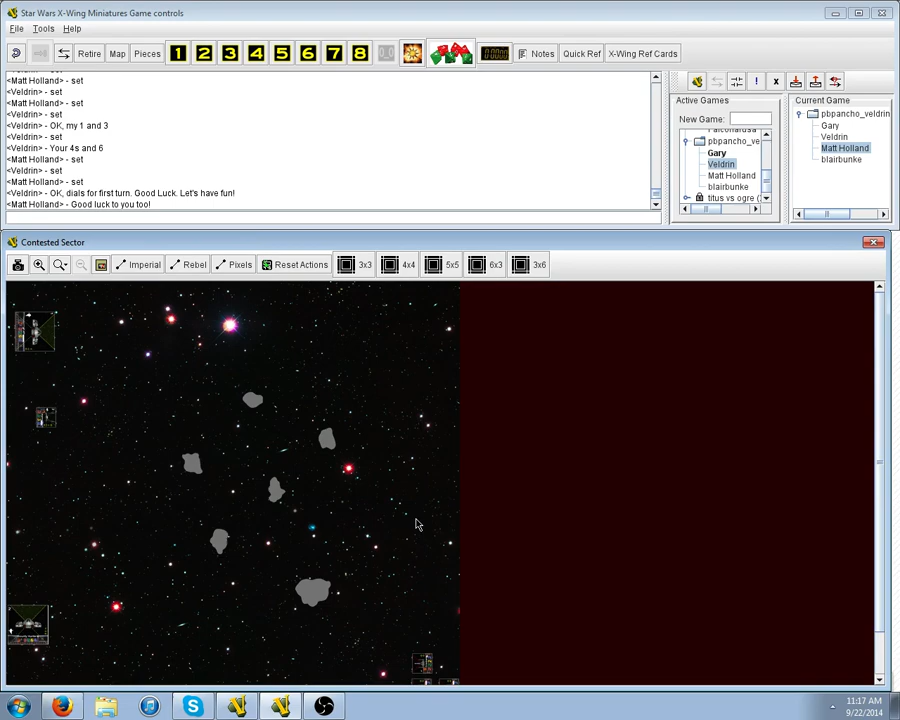 Star Wars X-Wing Miniatures Game controls
File Tools Help
Retire Map Pieces 1 2 3 4 5 6 7 8 Notes Quick Ref X-Wing Ref Cards
<Matt Holland> - set
<Veldrin> - set
<Matt Holland> - set
<Veldrin> - set
<Veldrin> - OK, my 1 and 3
<Veldrin> - set
<Veldrin> - Your 4s and 6
<Matt Holland> - set
<Veldrin> - set
<Matt Holland> - set
<Veldrin> - OK, dials for first turn. Good Luck. Let's have fun!
<Matt Holland> - Good luck to you too!
! x
Active Games
New Game:
pbpancho_ve
Gary
Veldrin
Matt Holland
blairbunke
titus vs ogre (
Current Game
pbpancho_veldrin
Gary
Veldrin
Matt Holland
blairbunke
Contested Sector
Imperial Rebel Pixels Reset Actions 3x3 4x4 5x5 6x3 3x6
11:17 AM
9/22/2014